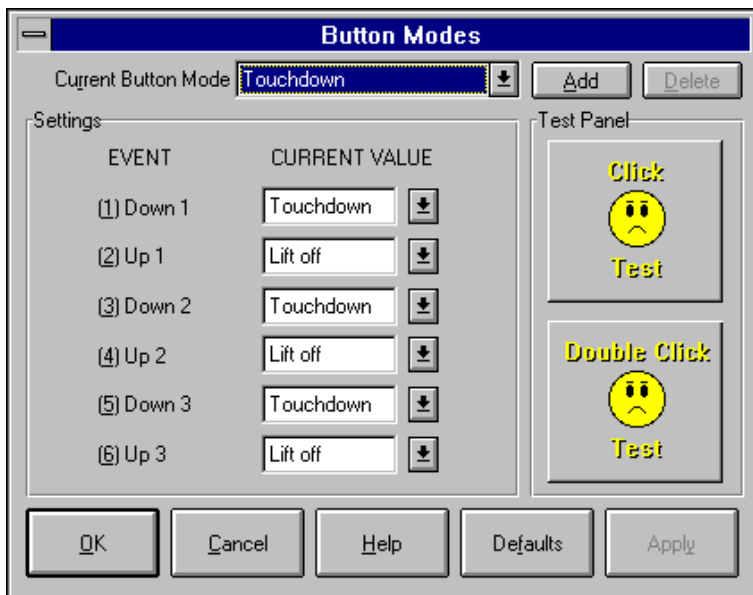 Button Modes
Current Button Mode Touchdown Add Delete
Settings Test Panel
EVENT CURRENT VALUE
(1) Down 1 Touchdown
(2) Up 1 Lift off
(3) Down 2 Touchdown
(4) Up 2 Lift off
(5) Down 3 Touchdown
(6) Up 3 Lift off
Click
Test
Double Click
Test
OK Cancel Help Defaults Apply